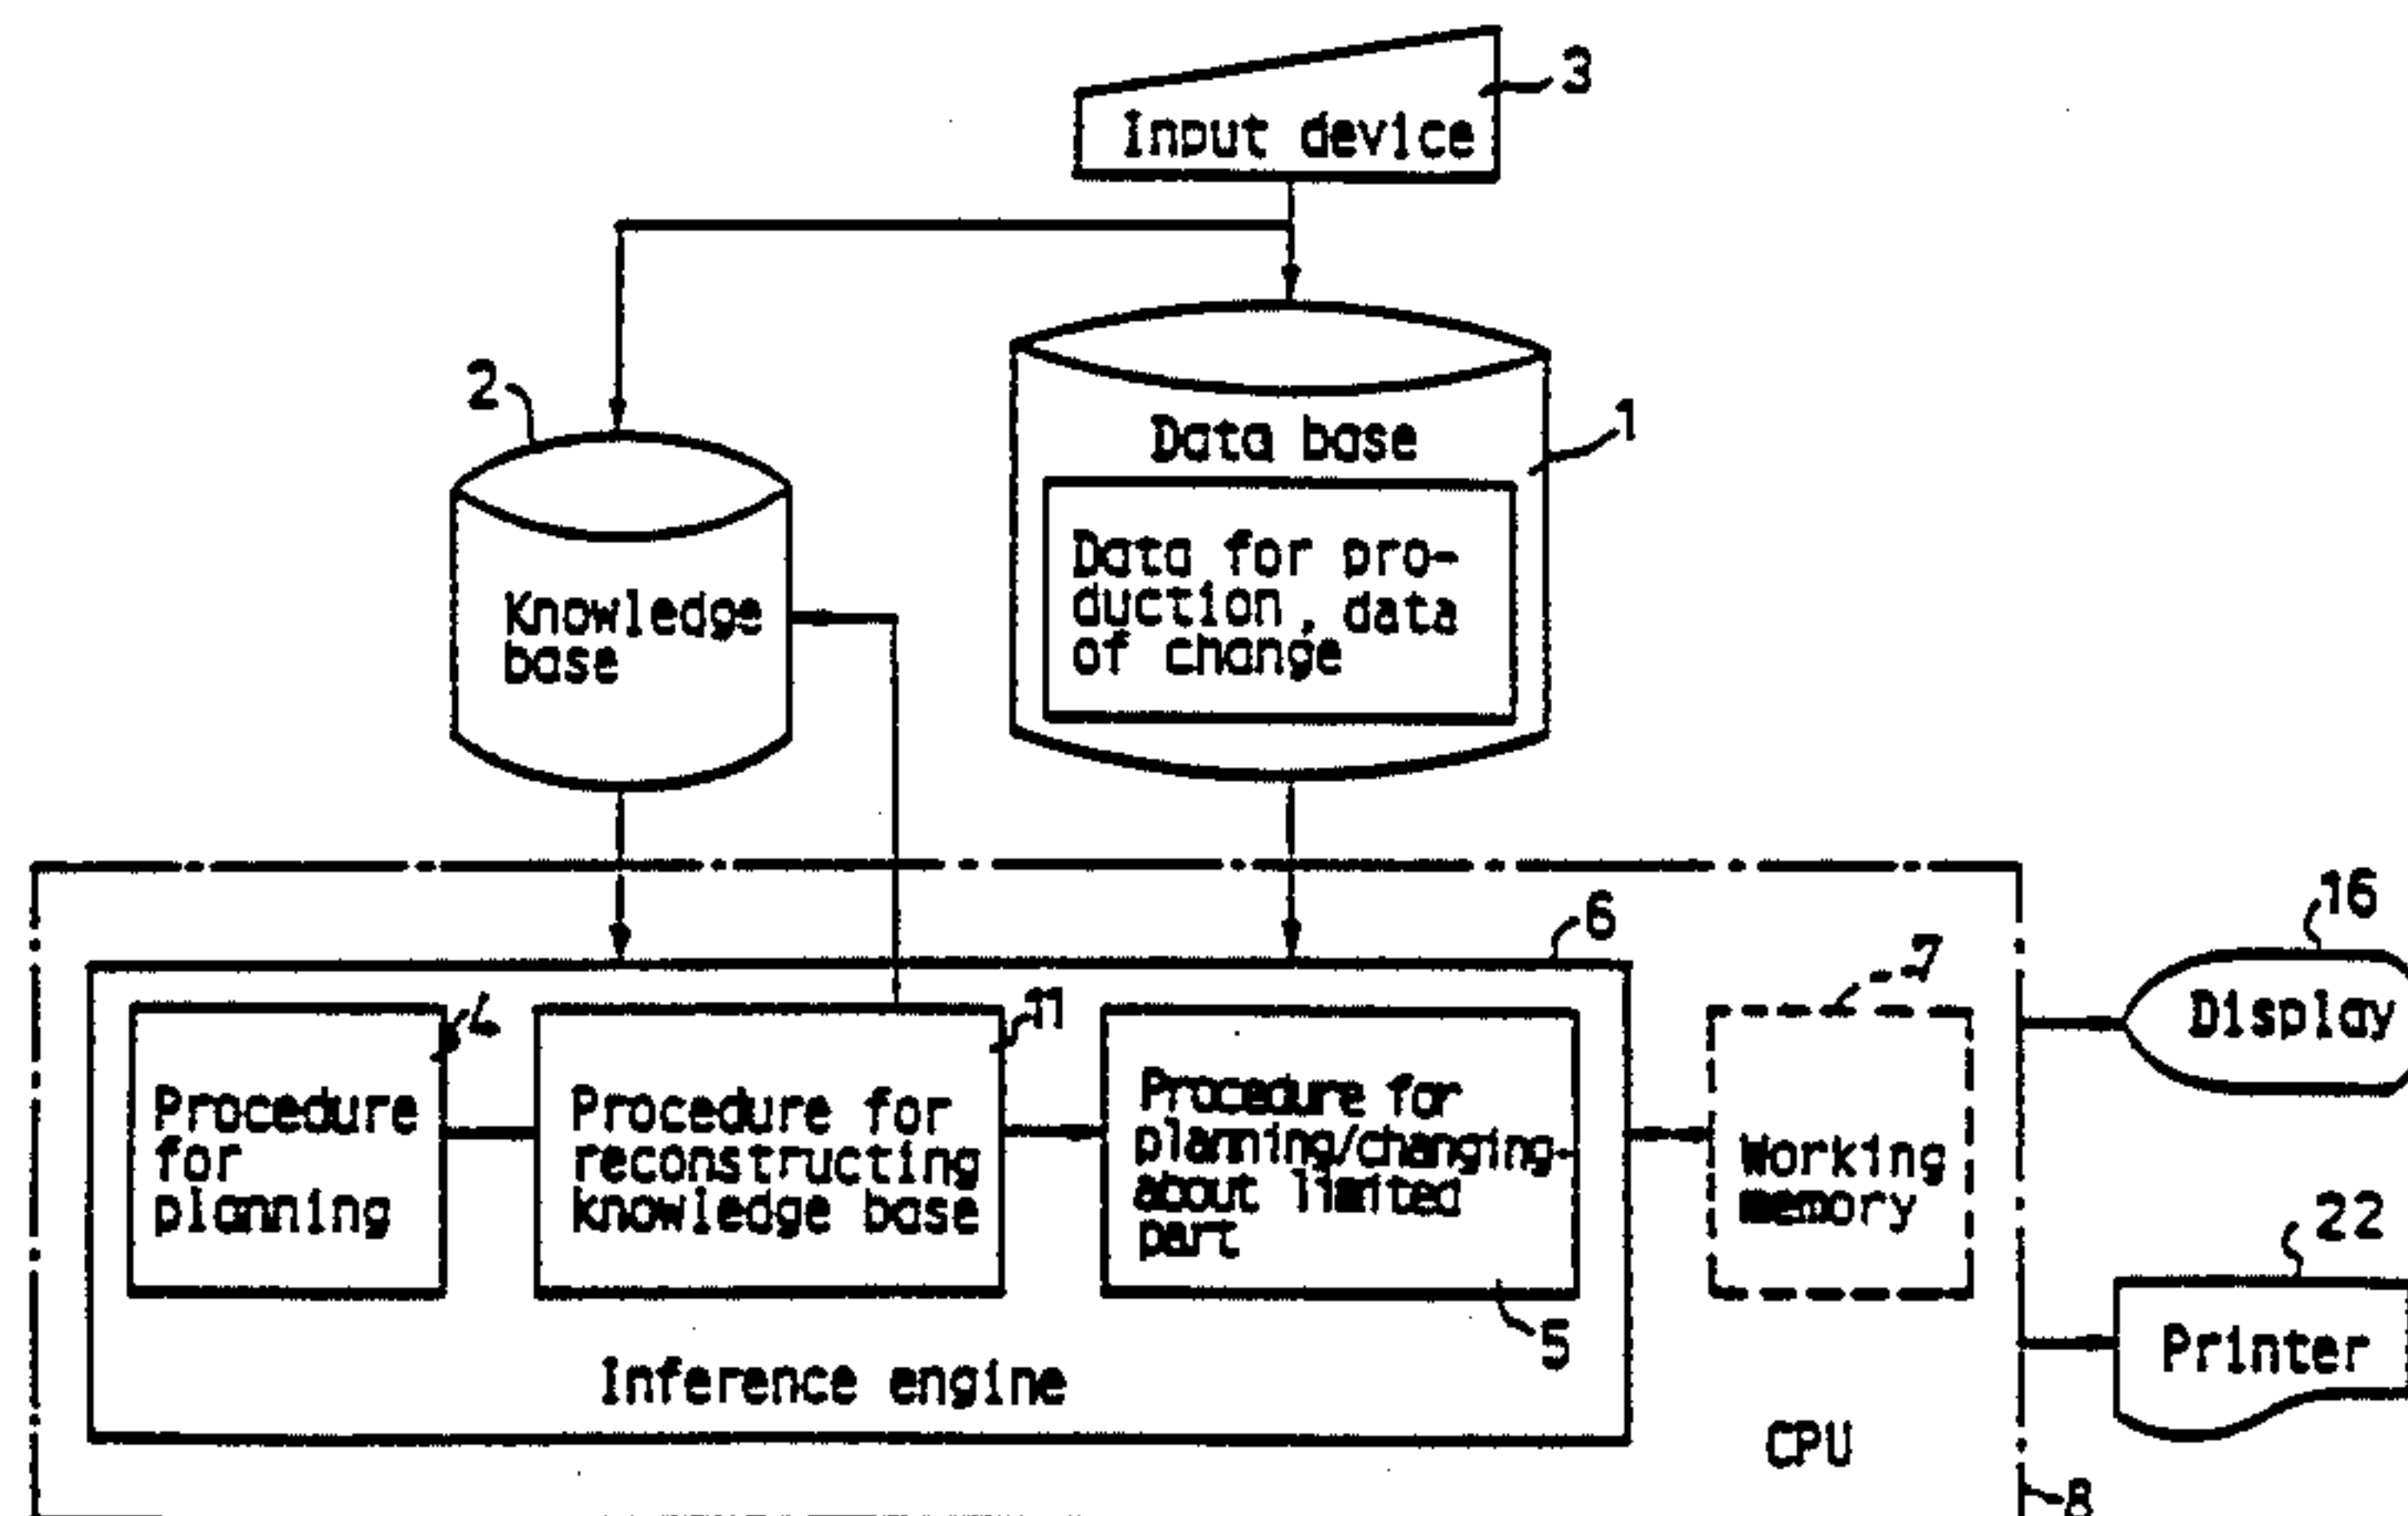 3
Input device
2
1
Data base
Data for pro-
duction, data
of change
Knowledge
base
6
16
7
4
11
Display
Procedure
for
planning
Procedure for
reconstructing
knowledge base
Procedure for
planning/changing-
about limited
part
Working
memory
22
5
Printer
Inference engine
CPU
8